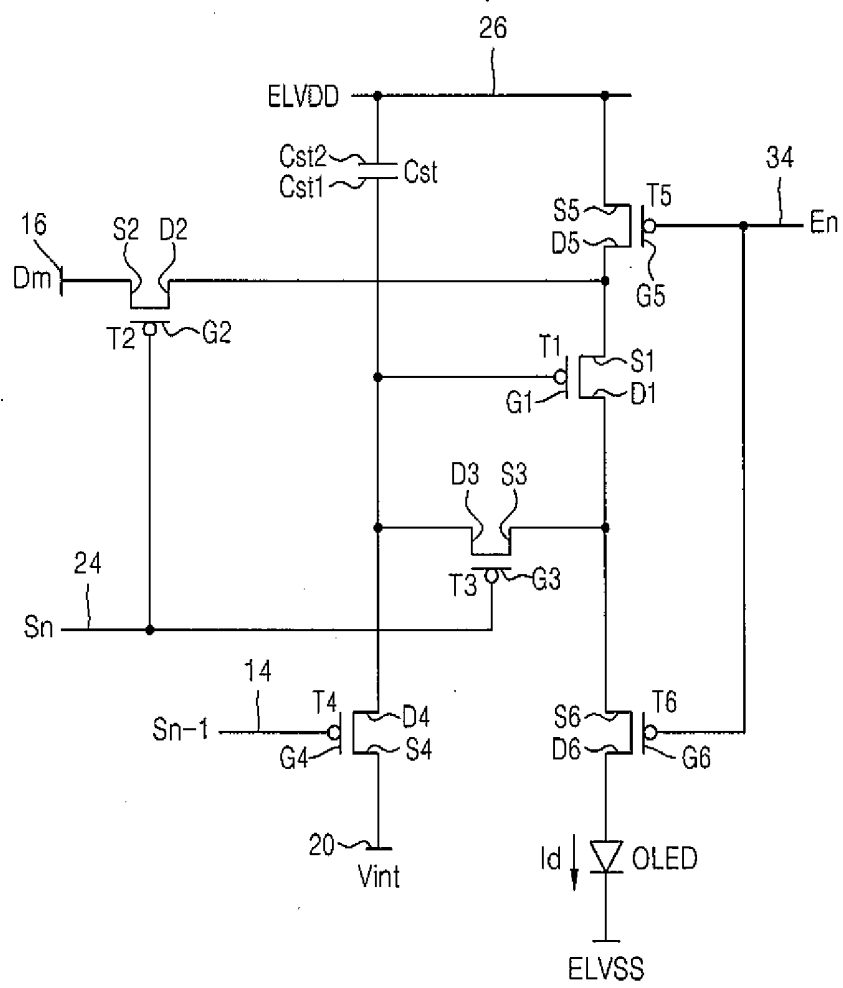 26
ELVDD
Cst2
Cst
Cst1
34
T5
S5
En
16
S2
D2
D5
Dm
G5
T2
G2
T1
S1
G1
D1
D3
S3
24
T3
G3
Sn
14
T4
T6
D4
S6
Sn-1
G4
S4
D6
G6
20
Id
OLED
Vint
ELVSS